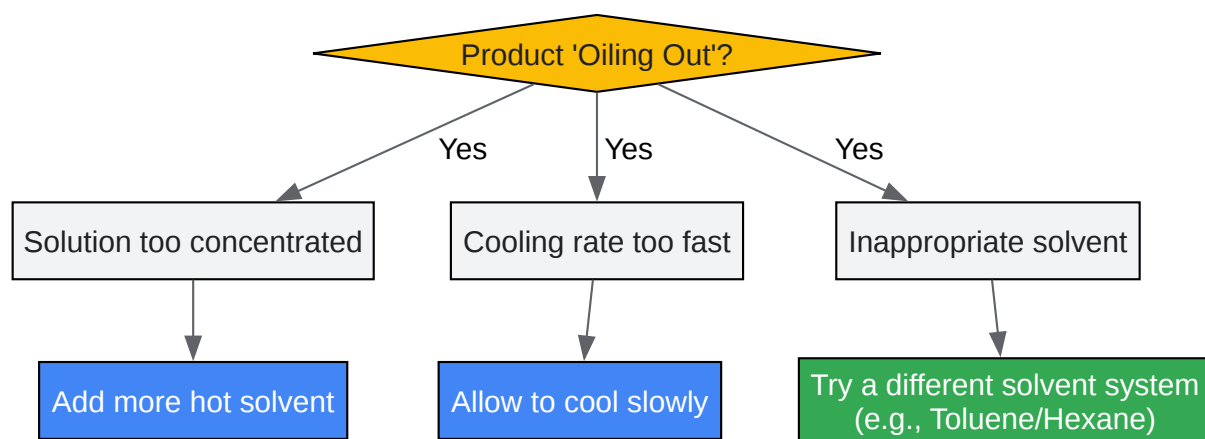 Product 'Oiling Out'?
Yes
Yes
Yes
Solution too concentrated
Cooling rate too fast
Inappropriate solvent
Add more hot solvent
Allow to cool slowly
Try a different solvent system
(e.g., Toluene/Hexane)